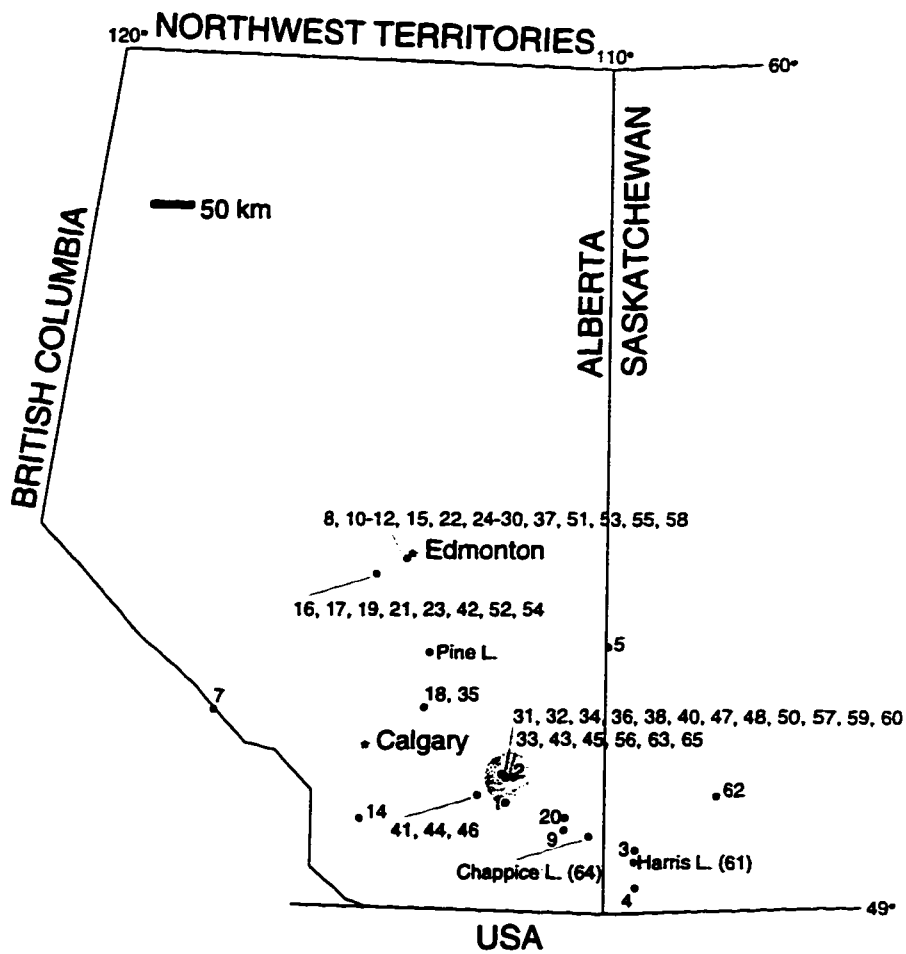 NORTHWEST TERRITORIES
120°
110°
60°
50 km
BRITISH COLUMBIA
ALBERTA
SASKATCHEWAN
8, 10-12, 15, 22, 24-30, 37, 51, 53, 55, 58
Edmonton
16, 17, 19, 21, 23, 42, 52, 54
Pine L.
5
7
18, 35
31, 32, 34, 36, 38, 40, 47, 48, 50, 57, 59, 60
33, 43, 45, 56, 63, 65
Calgary
2
62
1
14
41, 44, 46
20
9
3
Chappice L. (64)
Harris L. (61)
4
49°
USA